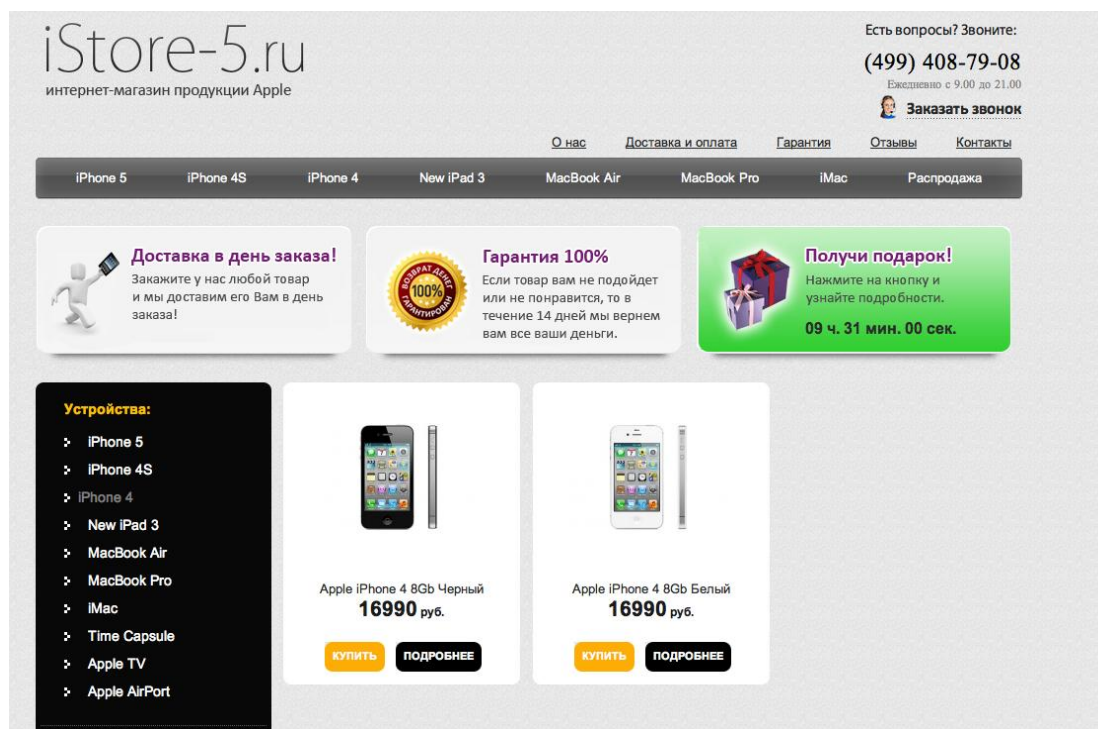 iStore-5.ru
интернет-магазин продукции Apple
Есть вопросы? Звоните:
(499) 408-79-08
Ежедневно с 9.00 до 21.00
Заказать звонок
О нас Доставка и оплата Гарантия Отзывы Контакты
iPhone 5 iPhone 4S iPhone 4 New iPad 3 MacBook Air MacBook Pro iMac Распродажа
Доставка в день заказа!
Закажите у нас любой товар
и мы доставим его Вам в день
заказа!
ВОЗВРАТ ДЕНЕГ
100%
ГАРАНТИРОВАН
Гарантия 100%
Если товар вам не подойдет
или не понравится, то в
течение 14 дней мы вернем
вам все ваши деньги.
Получи подарок!
Нажмите на кнопку и
узнайте подробности.
09 ч. 31 мин. 00 сек.
Устройства:
iPhone 5
iPhone 4S
iPhone 4
New iPad 3
MacBook Air
MacBook Pro
iMac
Time Capsule
Apple TV
Apple AirPort
Apple iPhone 4 8Gb Черный
16990 руб.
КУПИТЬ ПОДРОБНЕЕ
Apple iPhone 4 8Gb Белый
16990 руб.
КУПИТЬ ПОДРОБНЕЕ